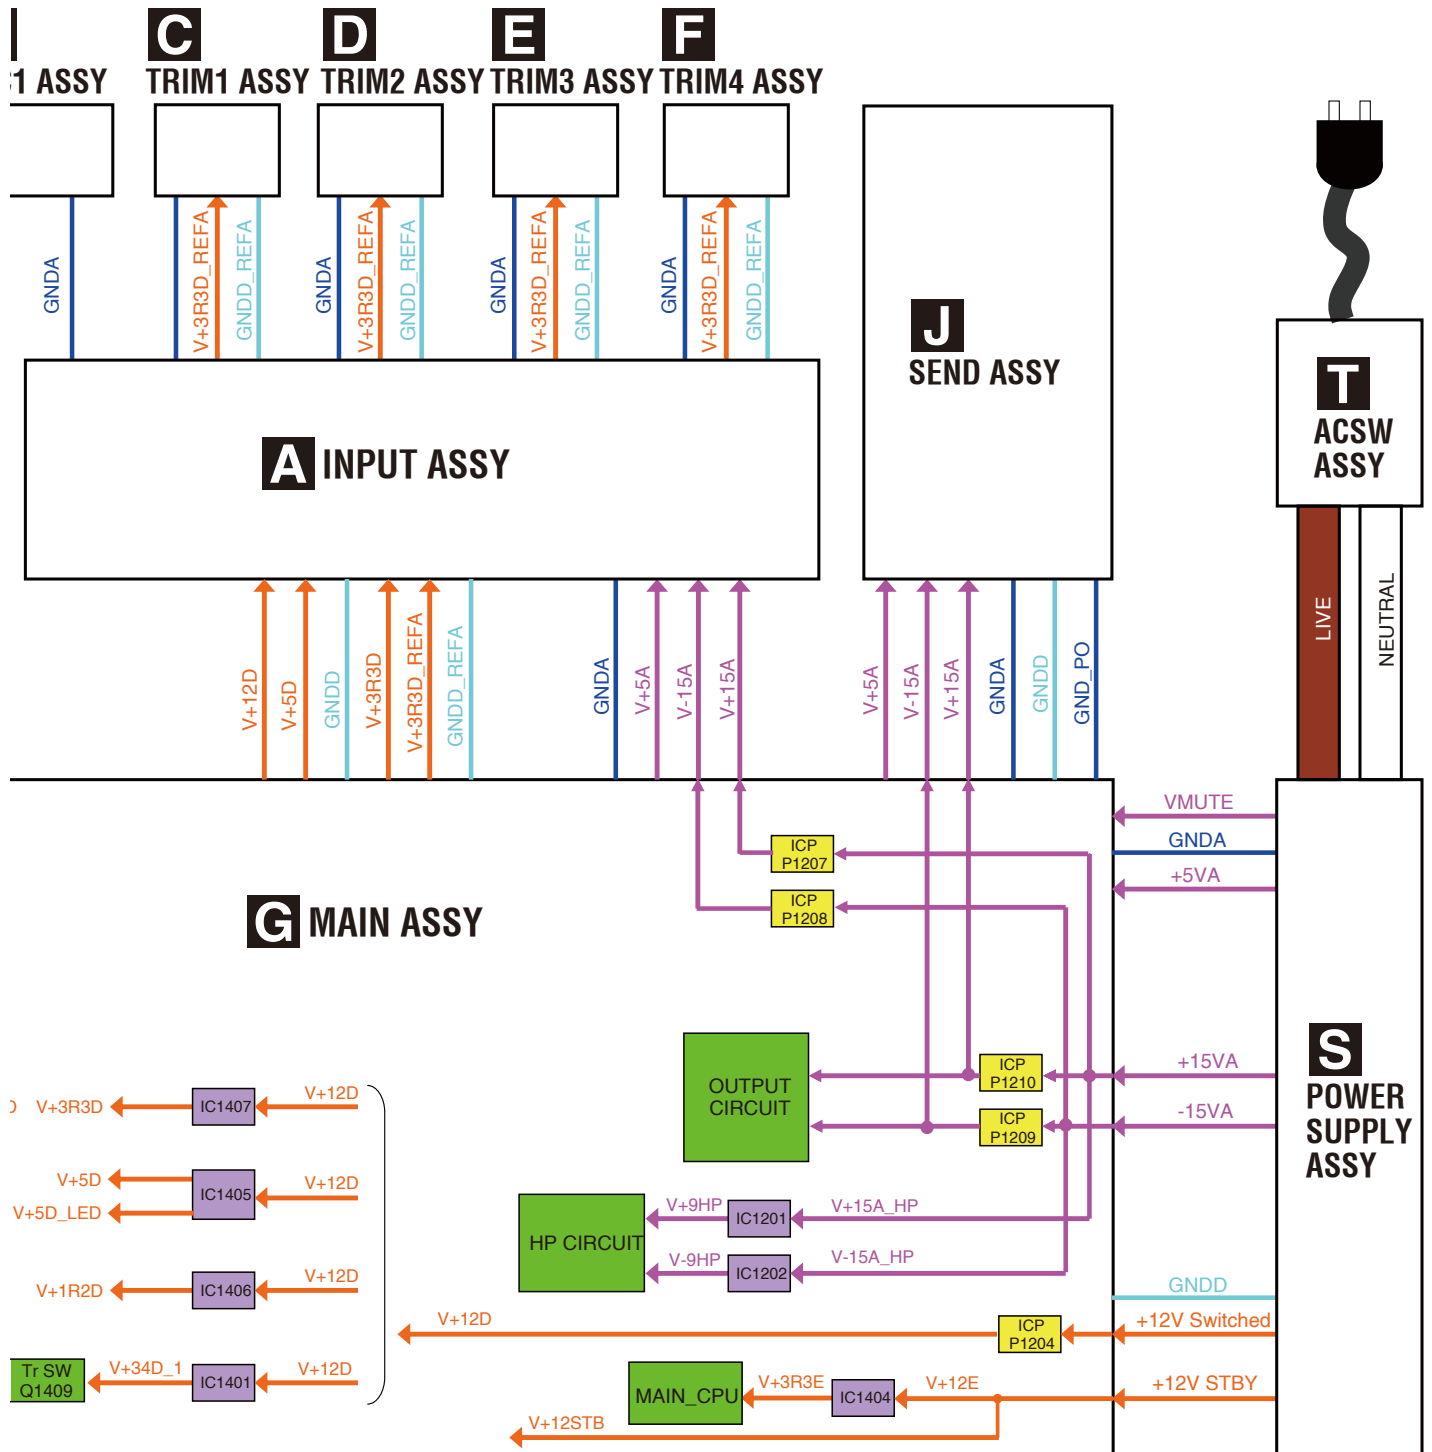 C
D
E
F
1 ASSY
TRIM1 ASSY
TRIM2 ASSY
TRIM3 ASSY
TRIM4 ASSY
GNDA
V+3R3D_REFA
GNDD_REFA
GNDA
V+3R3D_REFA
GNDD_REFA
GNDA
V+3R3D_REFA
GNDD_REFA
GNDA
V+3R3D_REFA
GNDD_REFA
J
SEND ASSY
T
ACSW
ASSY
A INPUT ASSY
LIVE
NEUTRAL
V+12D
V+5D
GNDD
V+3R3D
V+3R3D_REFA
GNDD_REFA
GNDA
V+5A
V-15A
V+15A
V+5A
V-15A
V+15A
GNDA
GNDD
GND_PO
VMUTE
GNDA
+5VA
ICP
P1207
ICP
P1208
G MAIN ASSY
S
POWER
SUPPLY
ASSY
+15VA
-15VA
ICP
P1210
ICP
P1209
OUTPUT
CIRCUIT
V+3R3D
IC1407
V+12D
V+5D
V+5D_LED
IC1405
V+12D
V+1R2D
IC1406
V+12D
Tr SW
Q1409
V+34D_1
IC1401
V+12D
HP CIRCUIT
V+9HP
IC1201
V+15A_HP
V-9HP
IC1202
V-15A_HP
GNDD
V+12D
ICP
P1204
+12V Switched
MAIN_CPU
V+3R3E
IC1404
V+12E
+12V STBY
V+12STB